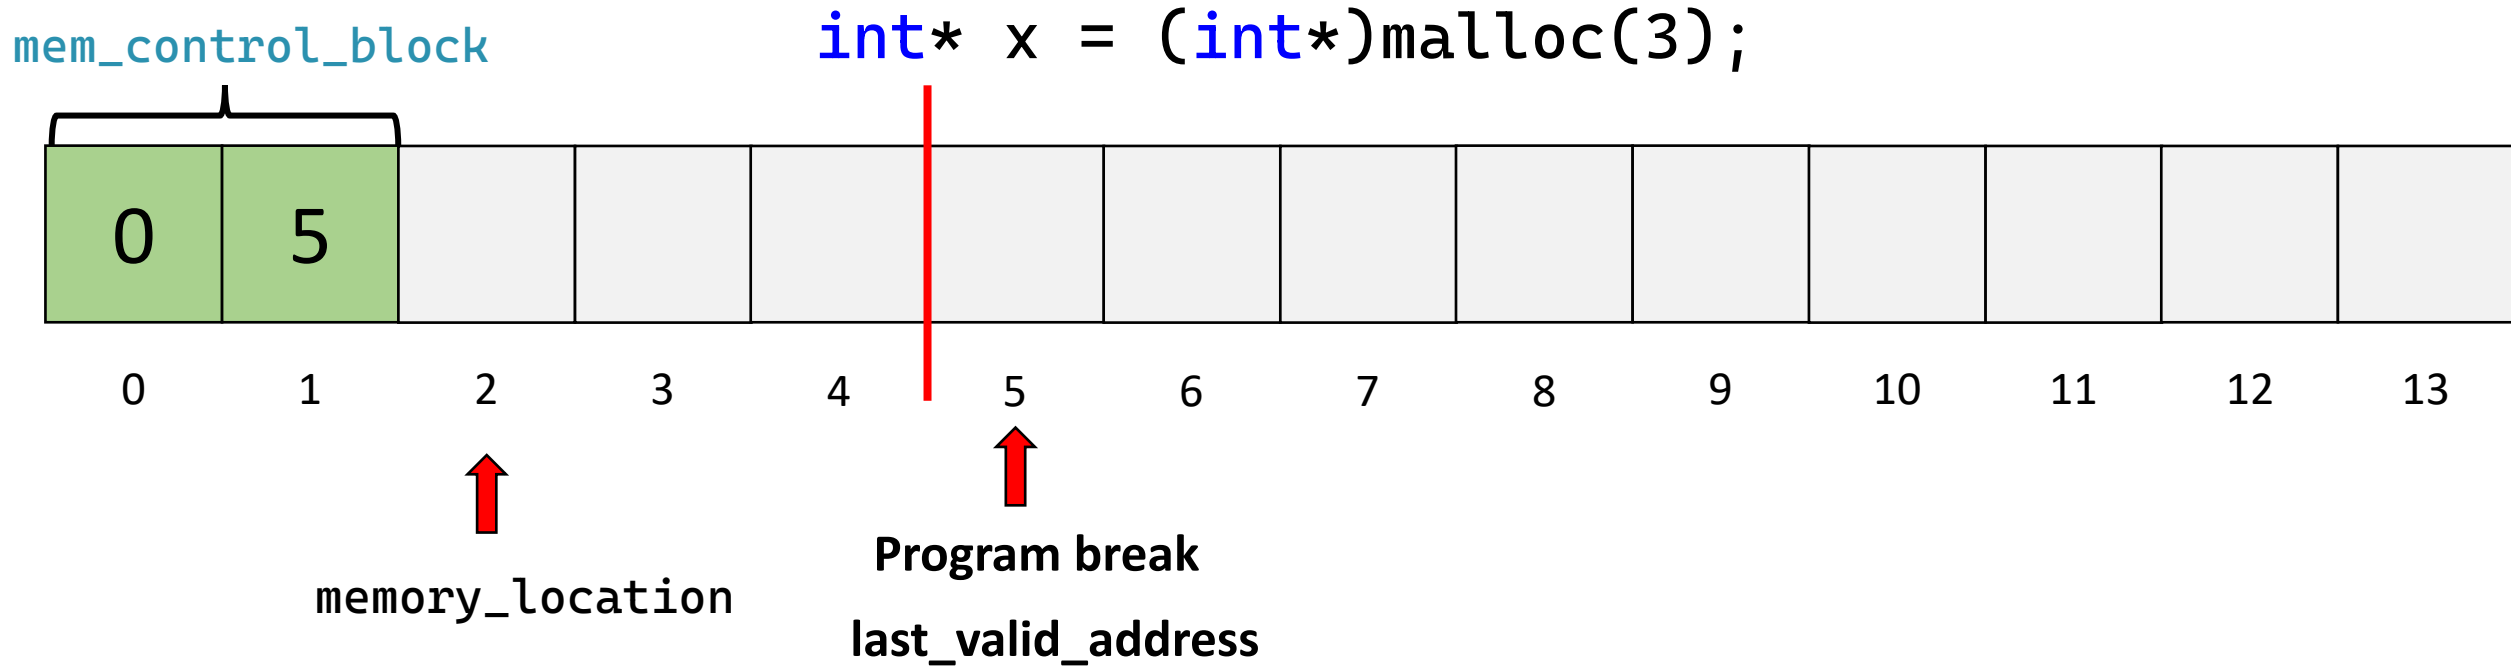 int* x = (int*)malloc(3);
mem_control_block
0 5
0 1 2 3 4 5 6 7 8 9 10 11 12 13
Program break
memory_location
last_valid_address